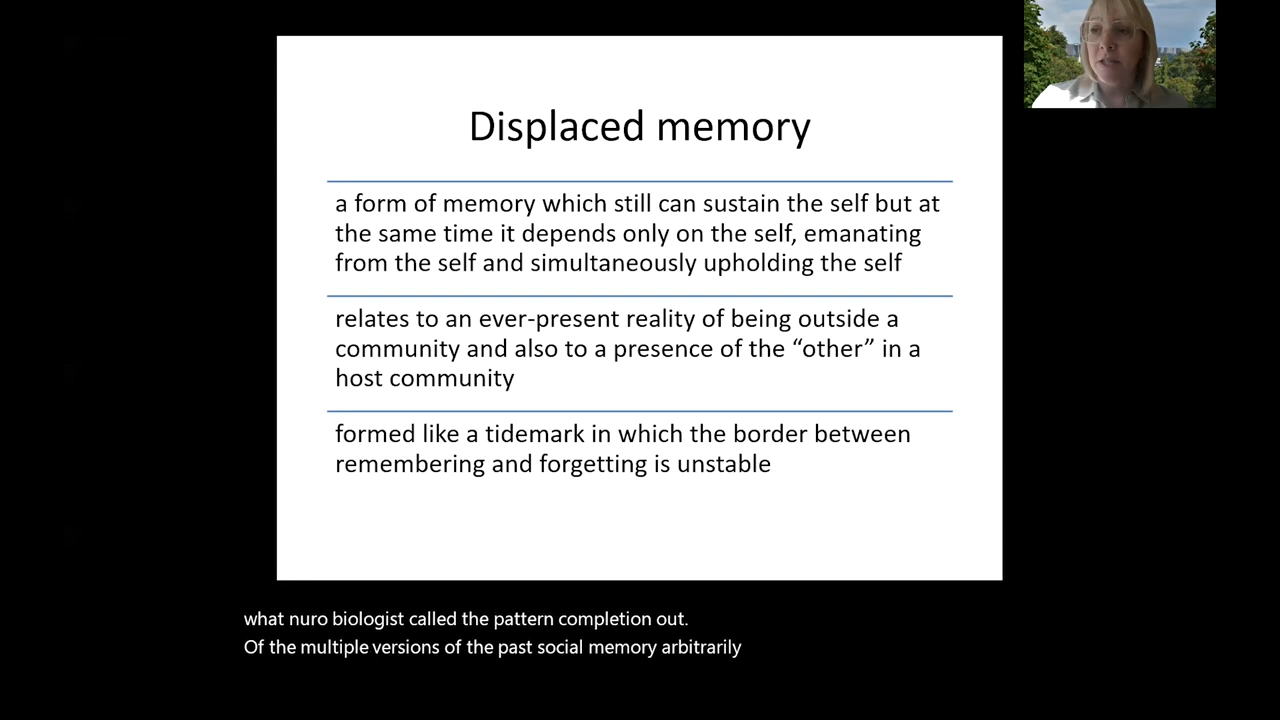 Displaced memory
a form of memory which still can sustain the self but at
the same time it depends only on the self, emanating
from the self and simultaneously upholding the self
relates to an ever-present reality of being outside a
community and also to a presence of the “other” in a
host community
formed like a tidemark in which the border between
remembering and forgetting is unstable
what nuro biologist called the pattern completion out.
Of the multiple versions of the past social memory arbitrarily